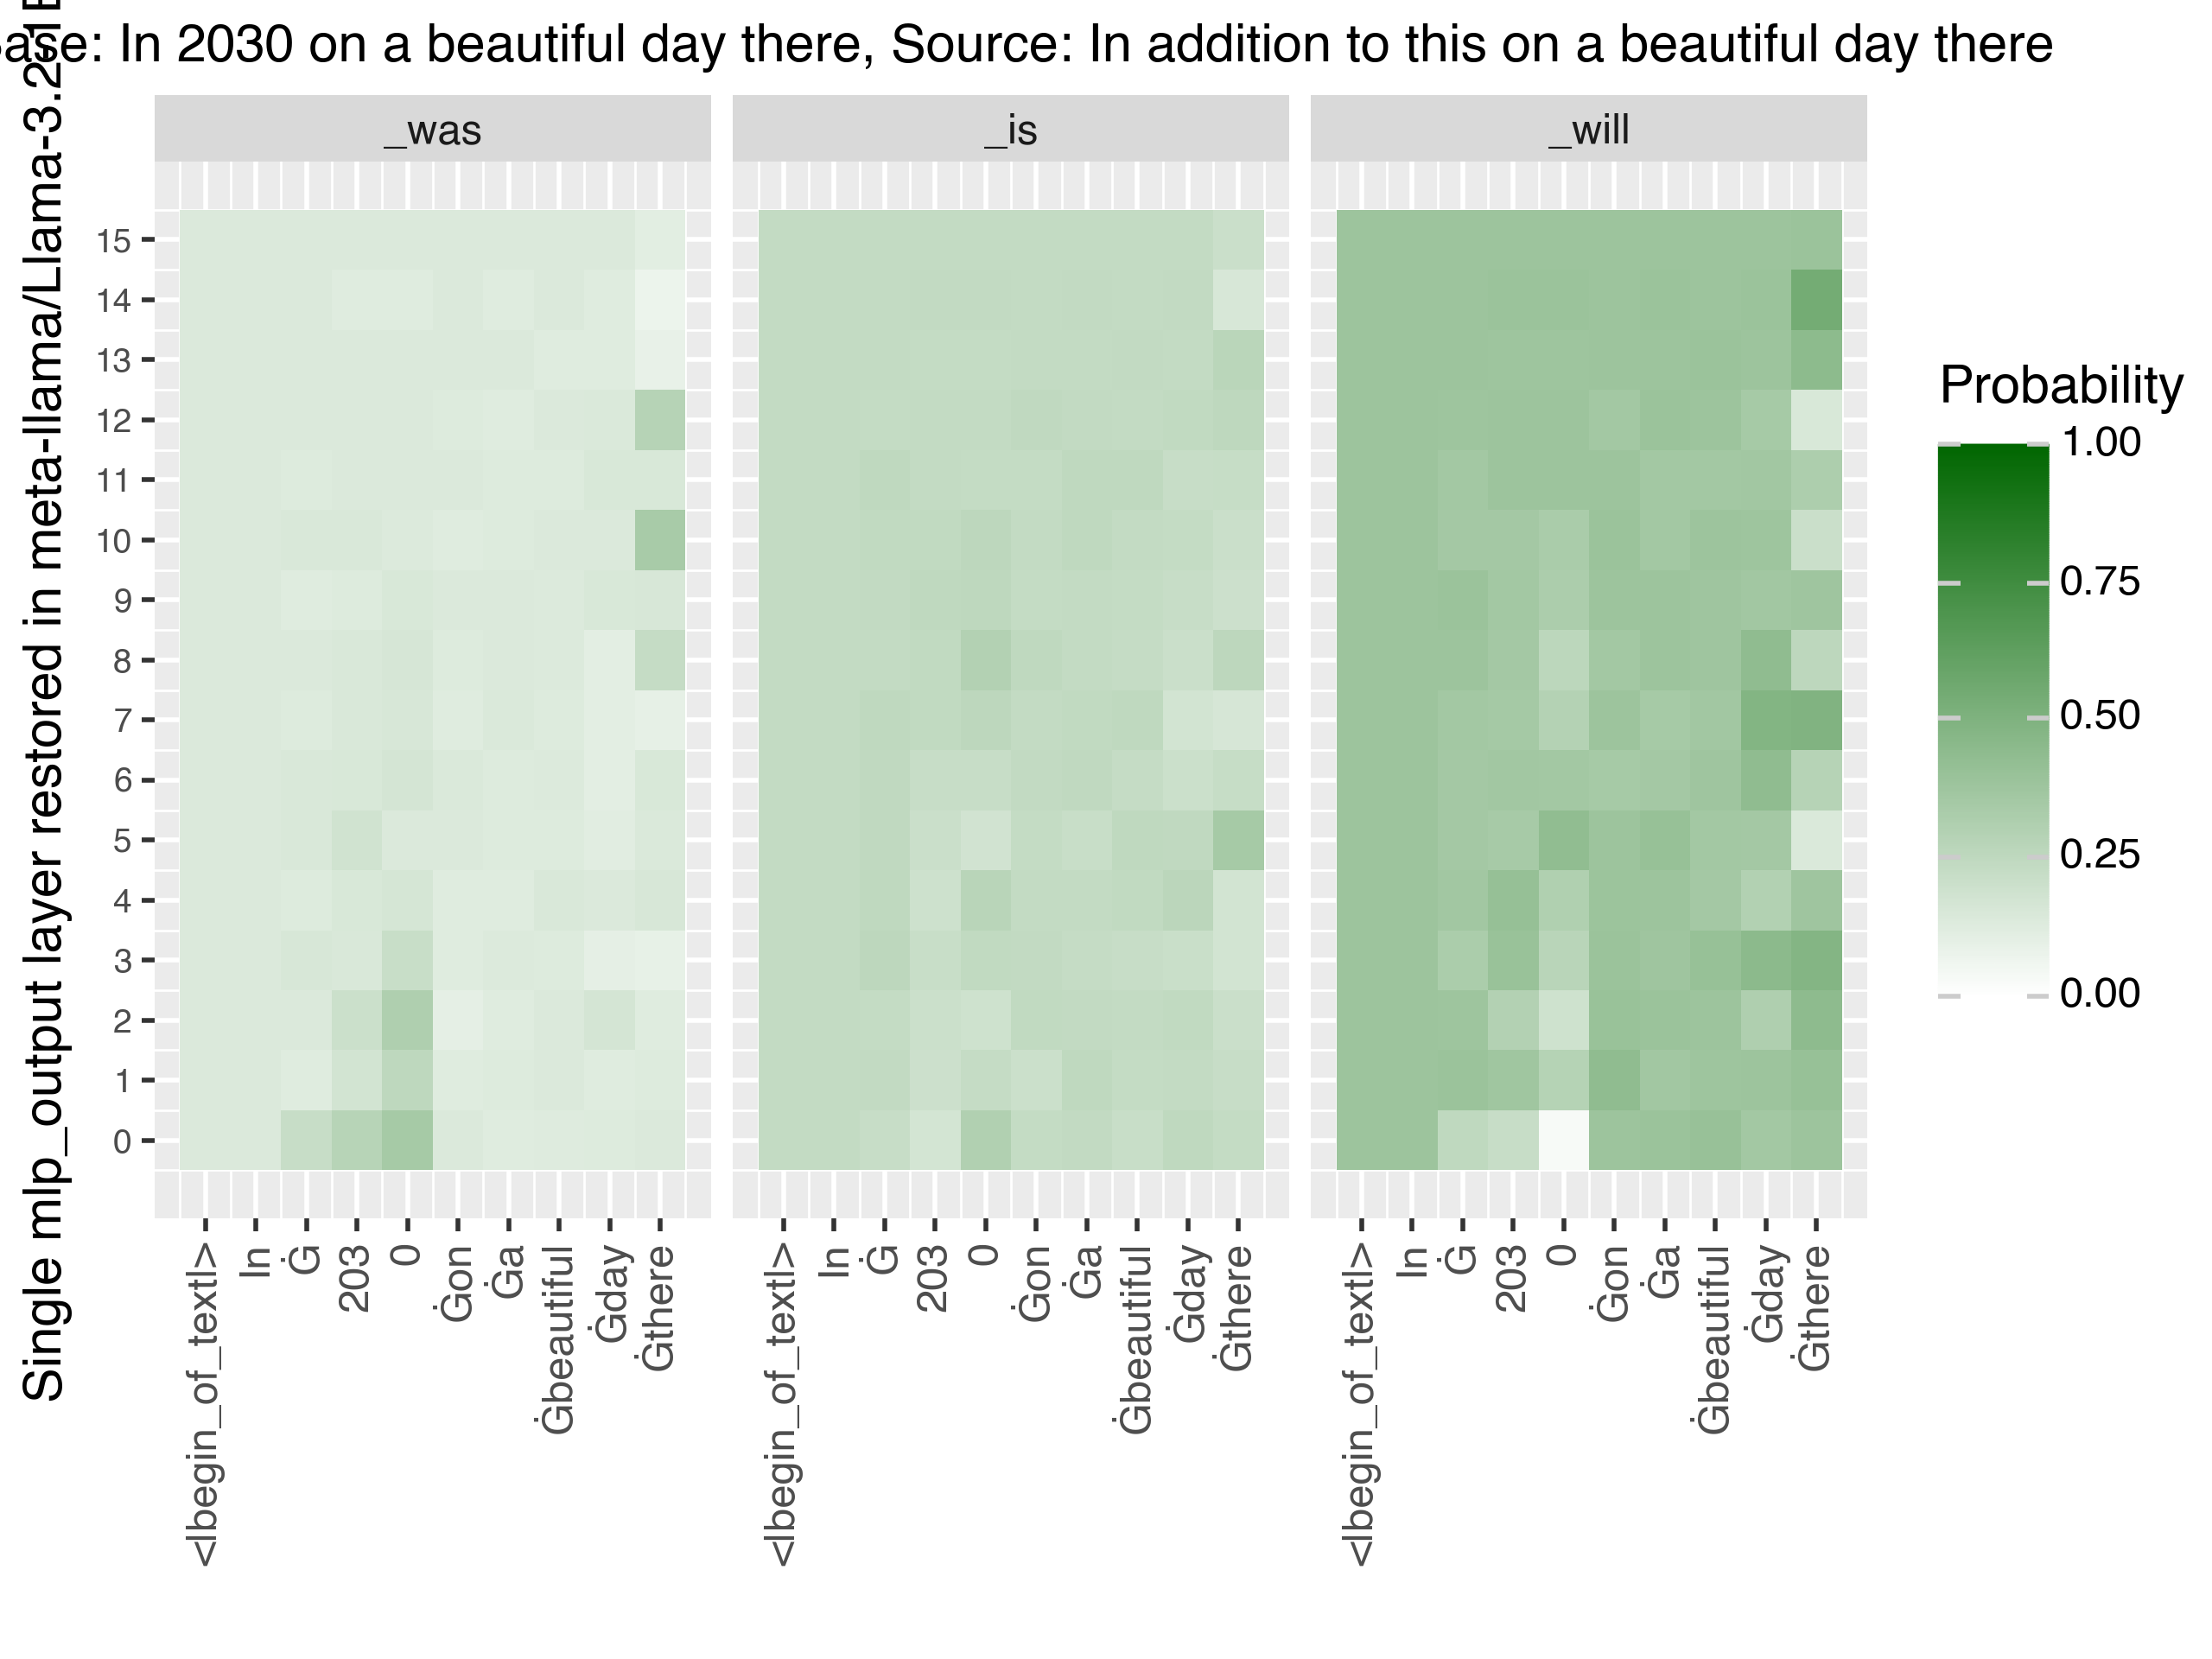 ase: In 2030 on a beautiful day there, Source: In addition to this on a beautiful day there
Single mlp_output layer restored in meta-llama/Llama-3.2-1B
_was
_is
_will
15
14
13
12
11
10
9
8
7
6
5
4
3
2
1
0
<|begin_of_text|>
In
Ġ
203
0
Ġon
Ġa
Ġbeautiful
Ġday
Ġthere
<|begin_of_text|>
In
Ġ
203
0
Ġon
Ġa
Ġbeautiful
Ġday
Ġthere
<|begin_of_text|>
In
Ġ
203
0
Ġon
Ġa
Ġbeautiful
Ġday
Ġthere
Probability
1.00
0.75
0.50
0.25
0.00